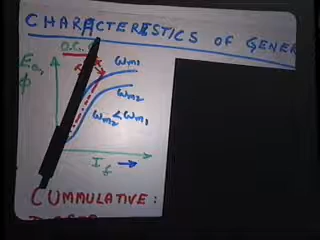 CHARACTERISTICS OF GENER
O.C.C
Ea,
φ
ωm1
ωm2
ωm2 < ωm1
If →
CUMMULATIVE: